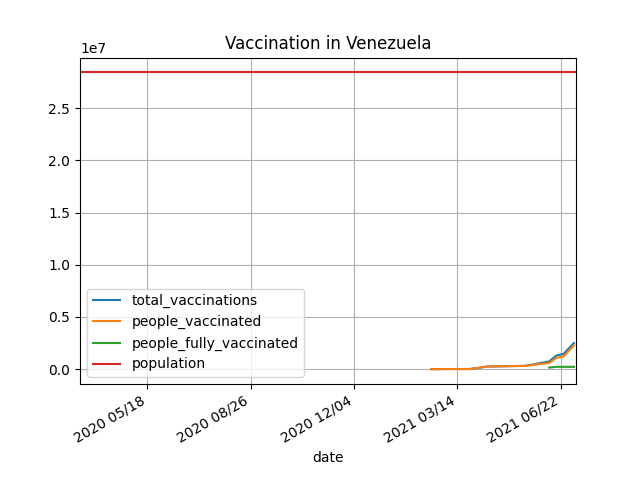 Vaccination in Venezuela
1e7
2.5
2.0
1.5
1.0
0.5
0.0
total_vaccinations
people_vaccinated
people_fully_vaccinated
population
2020 05/18
2020 08/26
2020 12/04
2021 03/14
2021 06/22
date